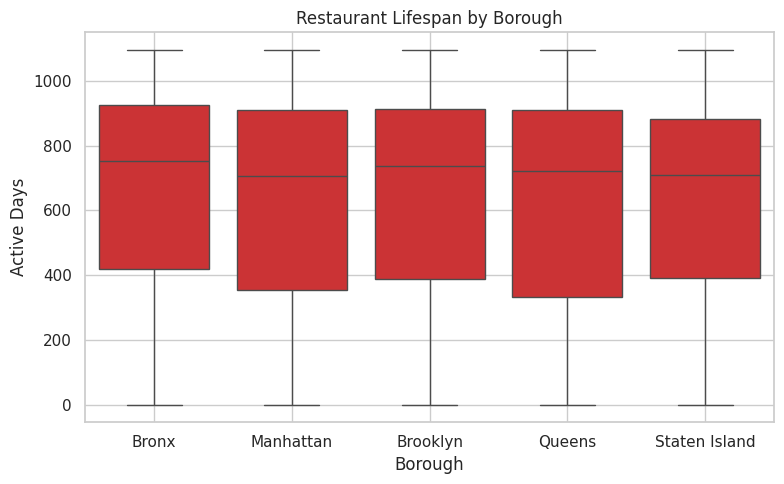 Restaurant Lifespan by Borough
Active Days
1000
800
600
400
200
0
Bronx Manhattan Brooklyn Queens Staten Island
Borough